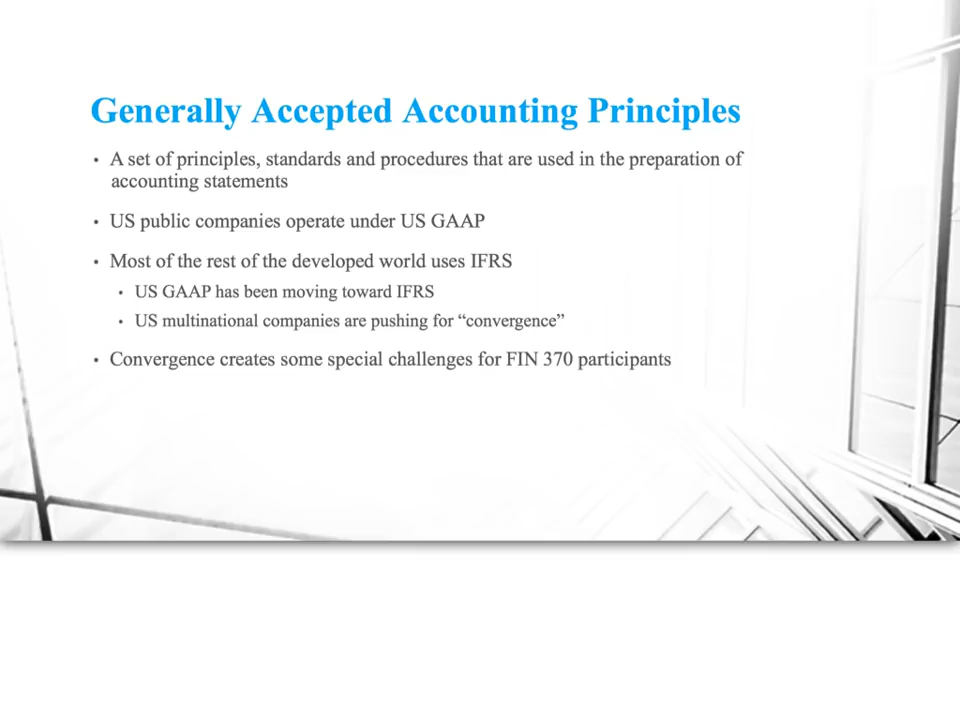 Generally Accepted Accounting Principles
• A set of principles, standards and procedures that are used in the preparation of
accounting statements
• US public companies operate under US GAAP
• Most of the rest of the developed world uses IFRS
• US GAAP has been moving toward IFRS
• US multinational companies are pushing for “convergence”
• Convergence creates some special challenges for FIN 370 participants